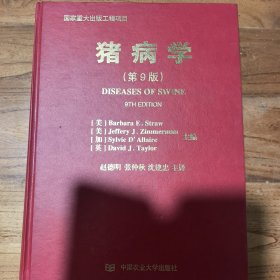 国家重大出版工程项目
猪病学
(第9版)
DISEASES OF SWINE
9TH EDITION
[美] Barbara E. Straw
[美] Jeffery J. Zimmerman
[加] Sylvie D'Allaire
[英] David J. Taylor
主编
赵德明 张仲秋 沈建忠 主译
中国农业大学出版社